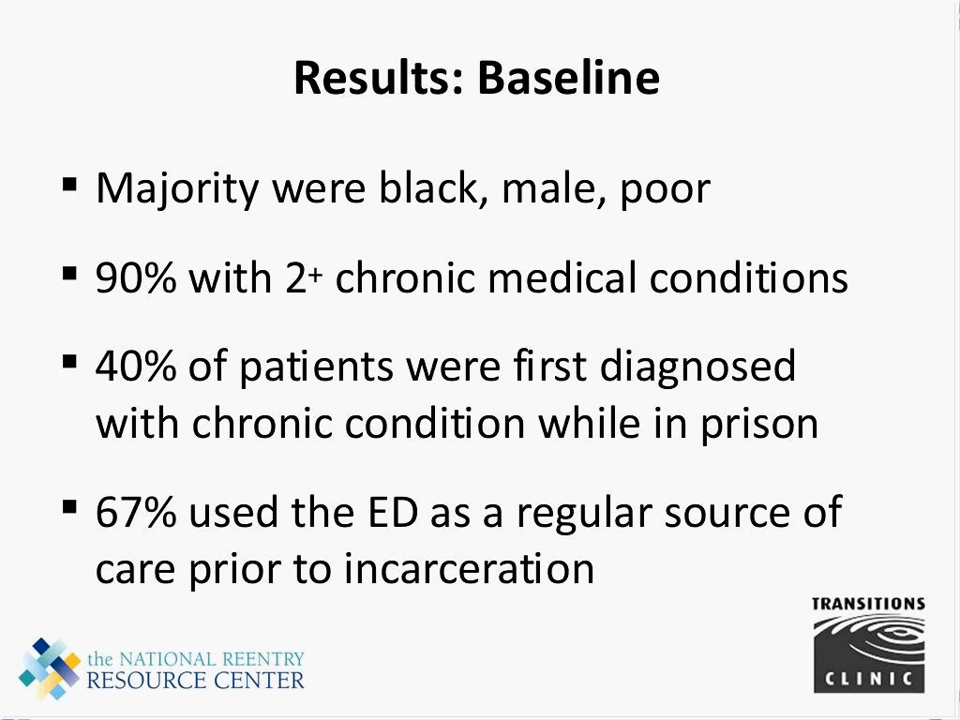 Results: Baseline
▪ Majority were black, male, poor
▪ 90% with 2⁺ chronic medical conditions
▪ 40% of patients were first diagnosed
with chronic condition while in prison
▪ 67% used the ED as a regular source of
care prior to incarceration
the NATIONAL REENTRY
RESOURCE CENTER
TRANSITIONS
CLINIC